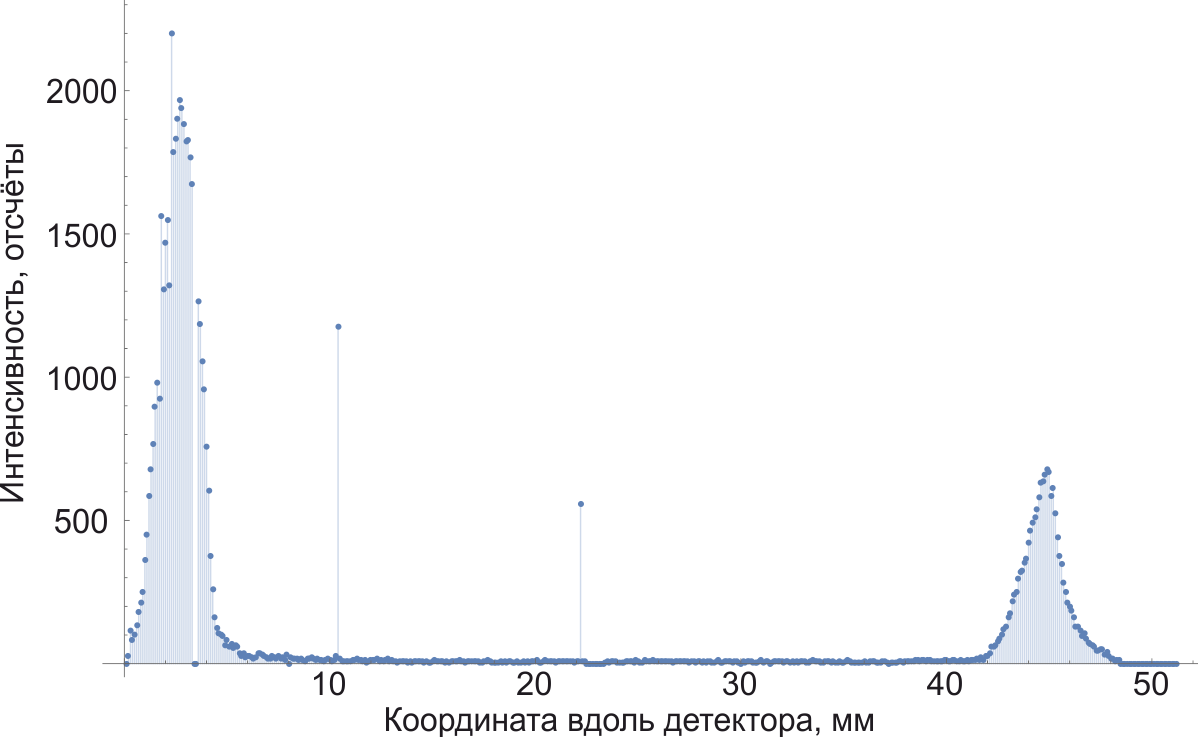 Интенсивность, отсчёты
2000
1500
1000
500
10 20 30 40 50
Координата вдоль детектора, мм